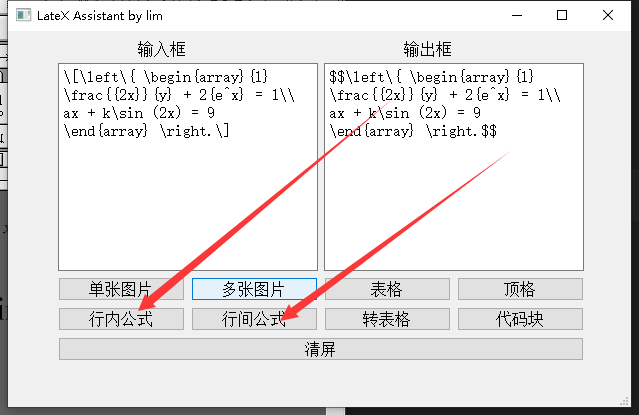 LateX Assistant by lim
输入框
输出框
\[\left\{ \begin{array}{l}
\frac{{2x}}{y} + 2{e^x} = 1\\
ax + k\sin (2x) = 9
\end{array} \right.\]
$$\left\{ \begin{array}{l}
\frac{{2x}}{y} + 2{e^x} = 1\\
ax + k\sin (2x) = 9
\end{array} \right.$$
单张图片
多张图片
表格
顶格
行内公式
行间公式
转表格
代码块
清屏